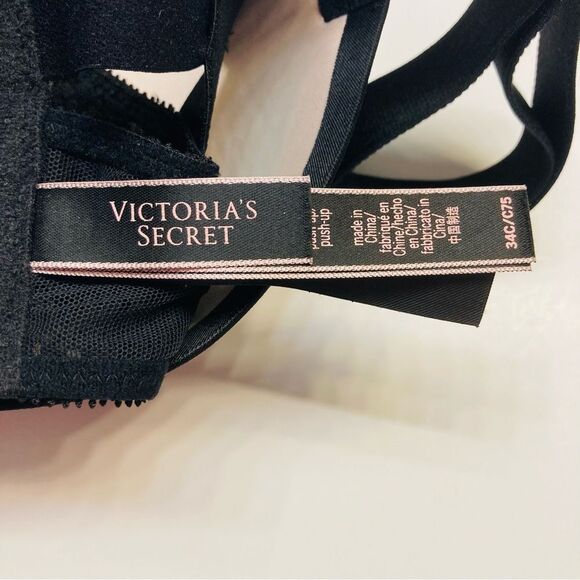 VICTORIA'S
SECRET
push-up
made in
China/
fabriqué en
Chine/hecho
en China/
fabbricato in
Cina/
中国制造
34C/C75